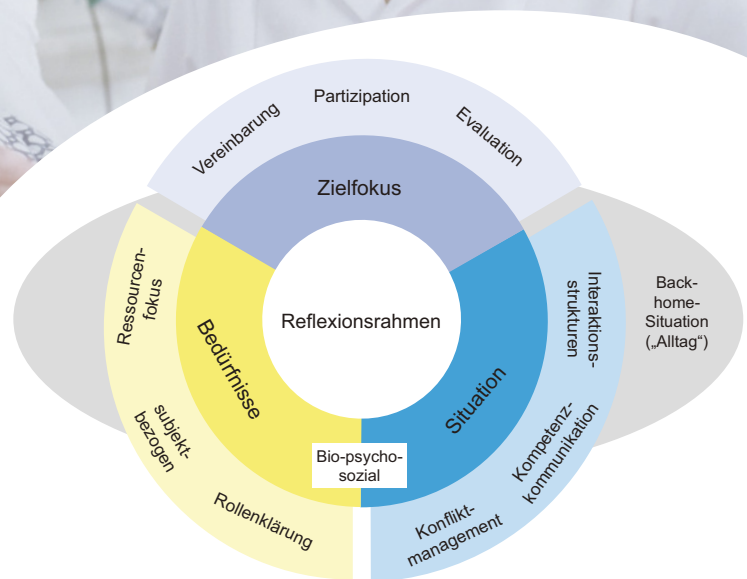 Partizipation
Vereinbarung
Evaluation
Zielfokus
Ressourcen-
fokus
Bedürfnisse
subjekt-
bezogen
Rollenklärung
Reflexionsrahmen
Bio-psycho-
sozial
Situation
Interaktions-
strukturen
Kompetenz-
kommunikation
Konflikt-
management
Back-
home-
Situation
(„Alltag“)